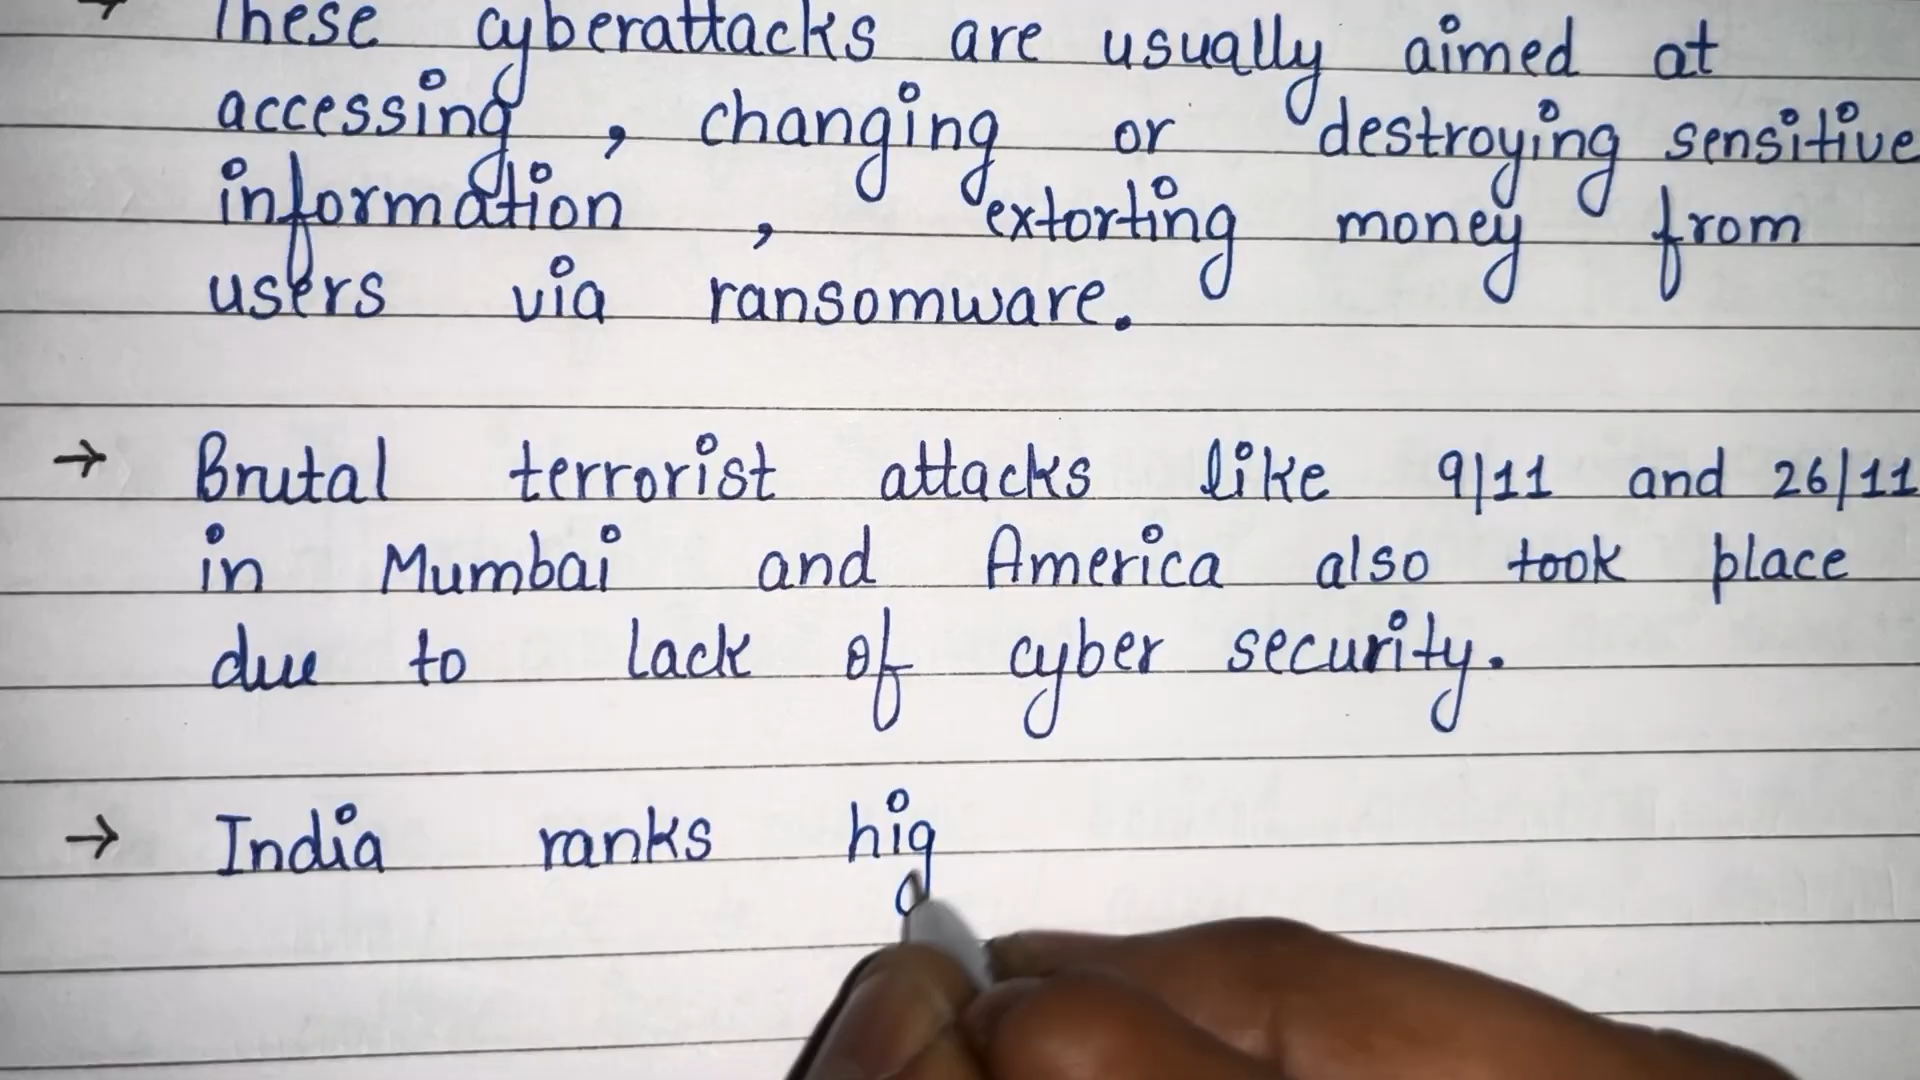 → These cyberattacks are usually aimed at
accessing , changing or destroying sensitive
information , extorting money from
users via ransomware.
→ Brutal terrorist attacks like 9/11 and 26/11
in Mumbai and America also took place
due to lack of cyber security.
→ India ranks hig